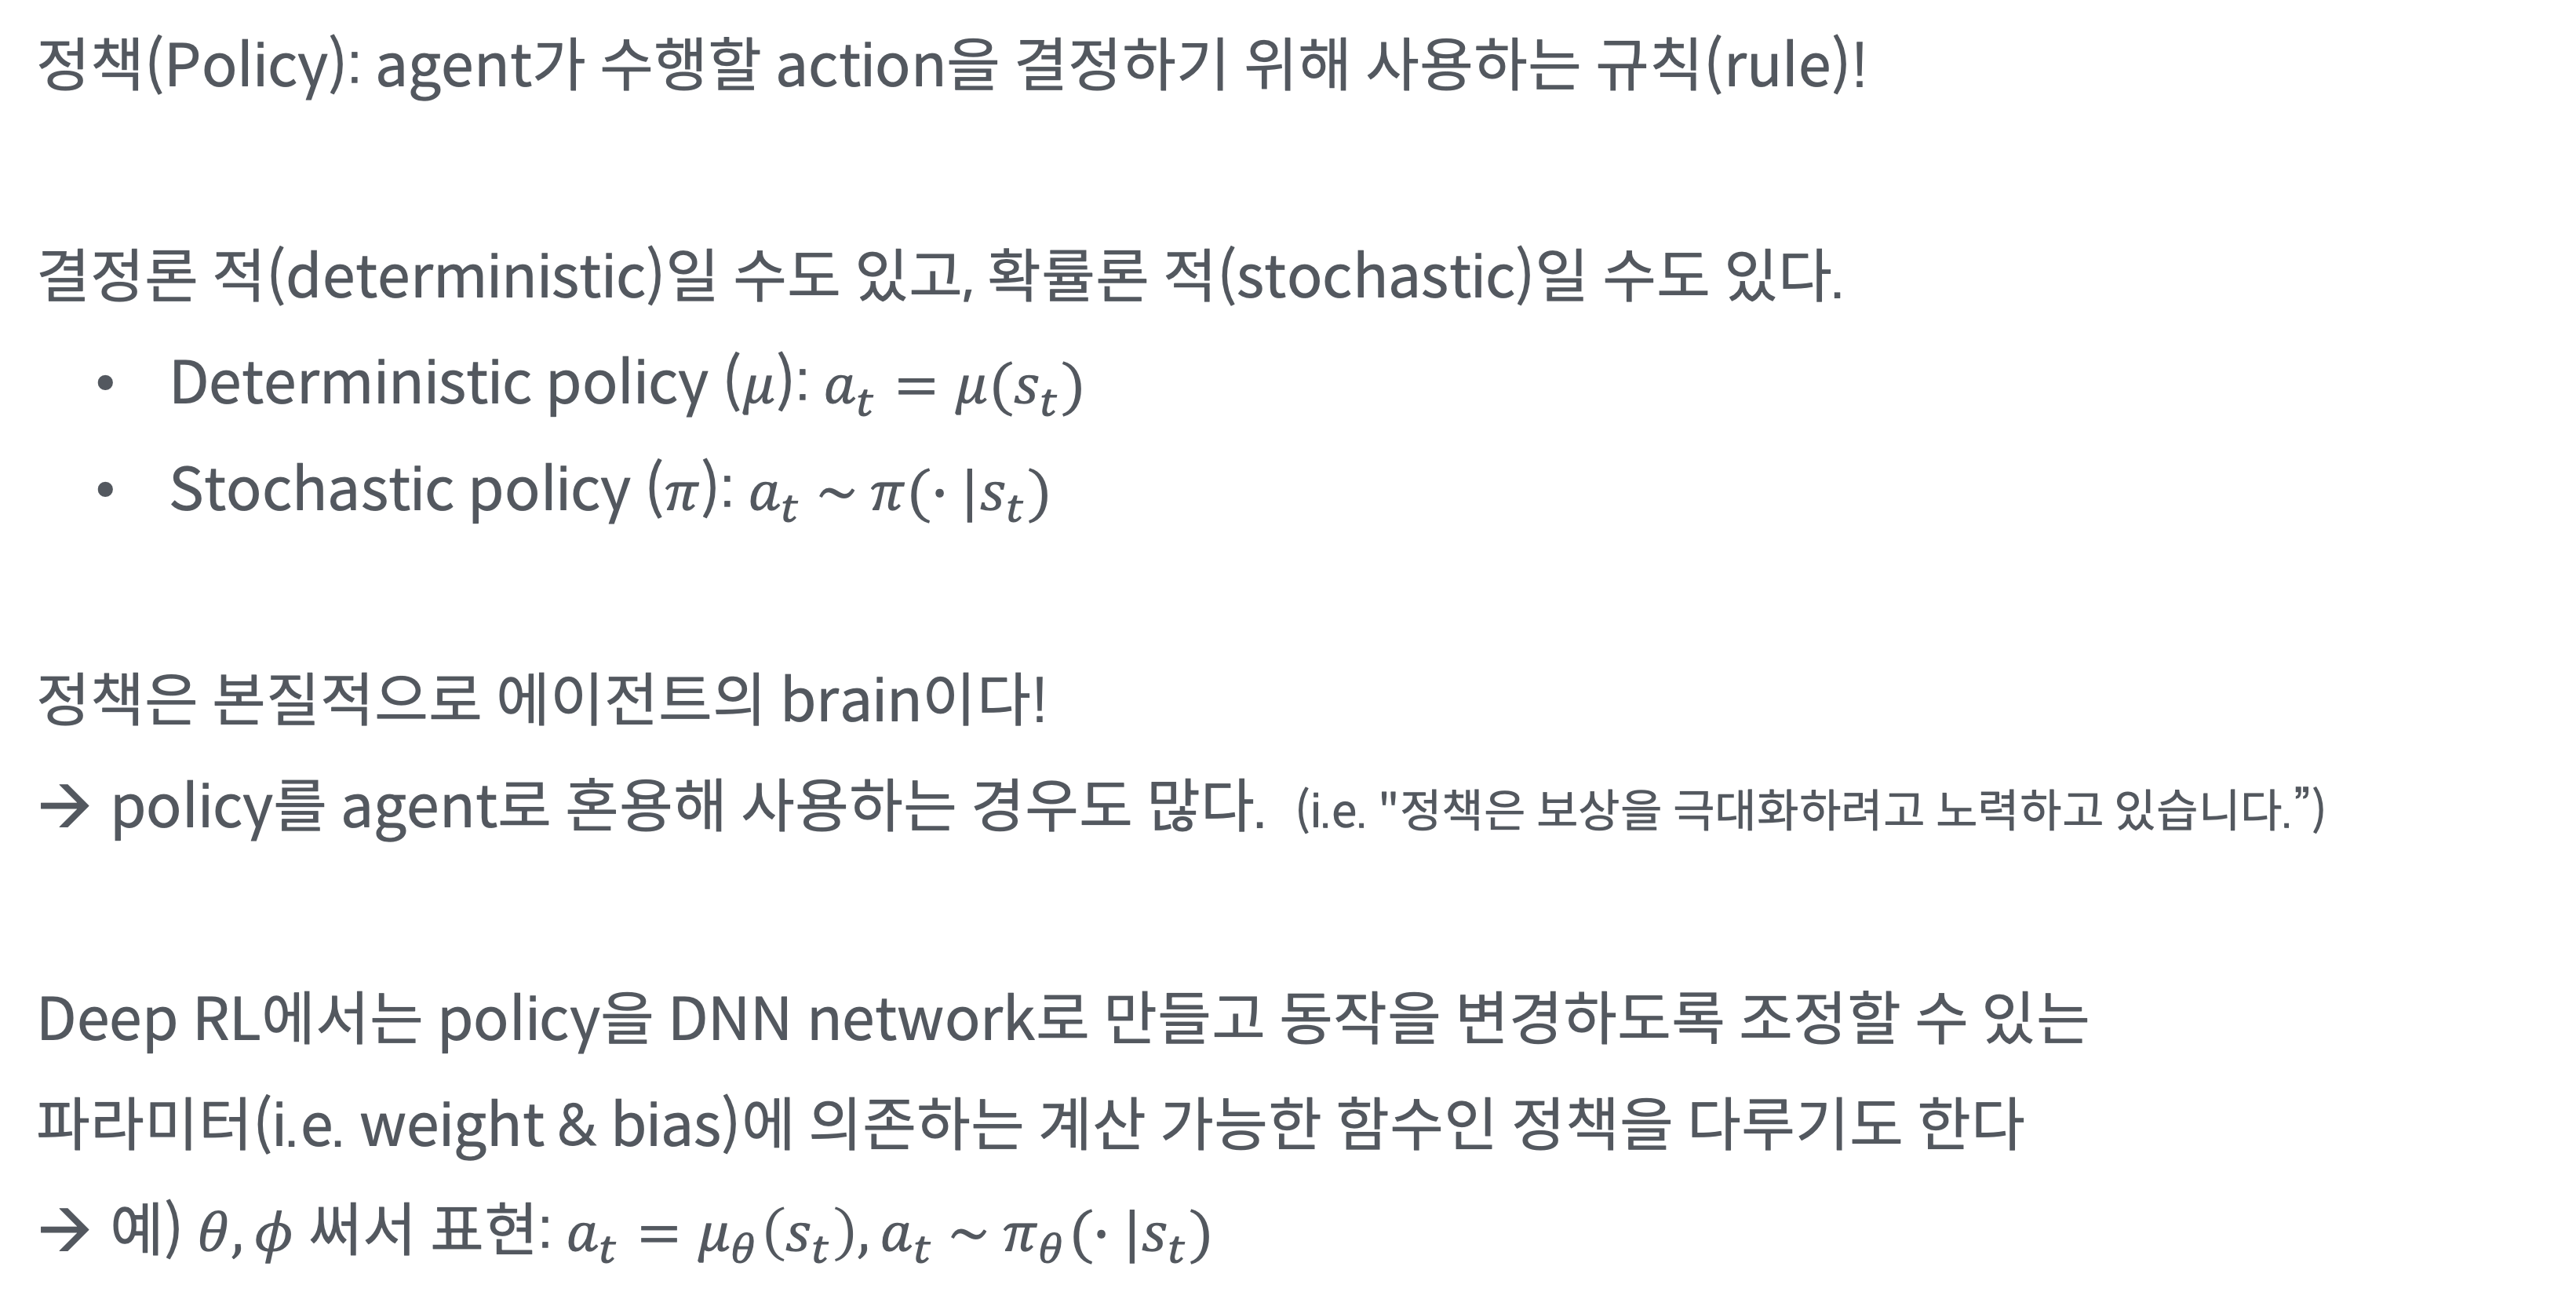 정책(Policy): agent가 수행할 action을 결정하기 위해 사용하는 규칙(rule)!
결정론 적(deterministic)일 수도 있고, 확률론 적(stochastic)일 수도 있다.
• Deterministic policy (μ): aₜ = μ(sₜ)
• Stochastic policy (π): aₜ ~ π(· |sₜ)
정책은 본질적으로 에이전트의 brain이다!
→ policy를 agent로 혼용해 사용하는 경우도 많다. (i.e. "정책은 보상을 극대화하려고 노력하고 있습니다.”)
Deep RL에서는 policy을 DNN network로 만들고 동작을 변경하도록 조정할 수 있는
파라미터(i.e. weight & bias)에 의존하는 계산 가능한 함수인 정책을 다루기도 한다
→ 예) θ, ϕ 써서 표현: aₜ = μ_θ(sₜ), aₜ ~ π_θ(· |sₜ)